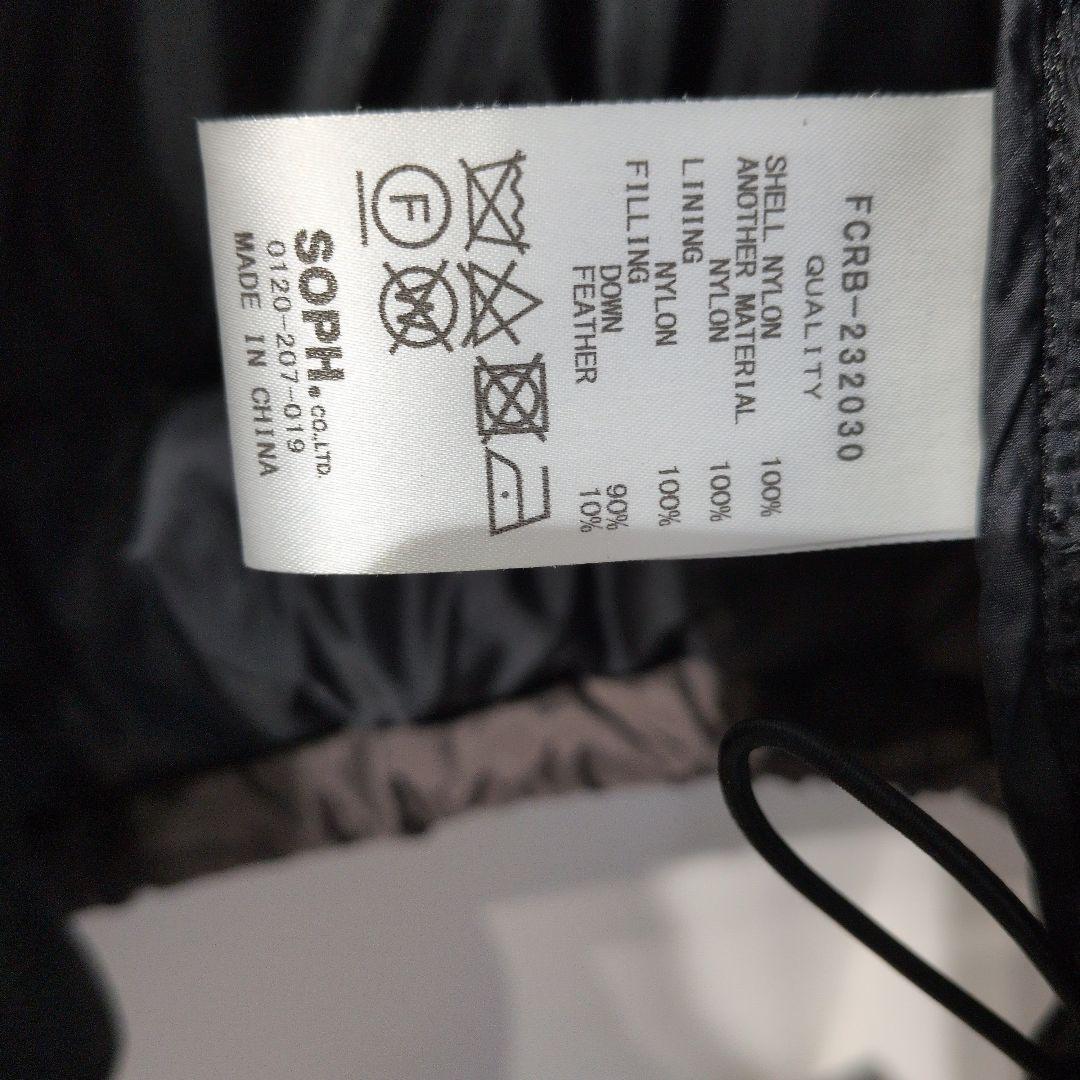 FCRB-232030
QUALITY
SHELL NYLON 100%
ANOTHER MATERIAL
NYLON 100%
LINING
NYLON 100%
FILLING
DOWN 90%
FEATHER 10%
F W
SOPH.CO.,LTD.
0120-207-019
MADE IN CHINA